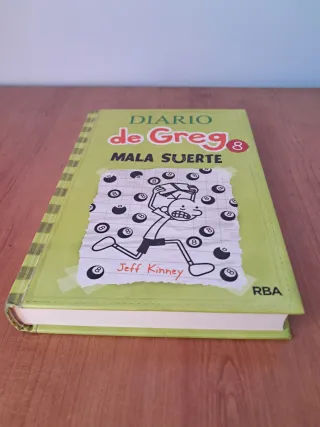 DIARIO
de Greg 8
MALA SUERTE
Jeff Kinney
RBA